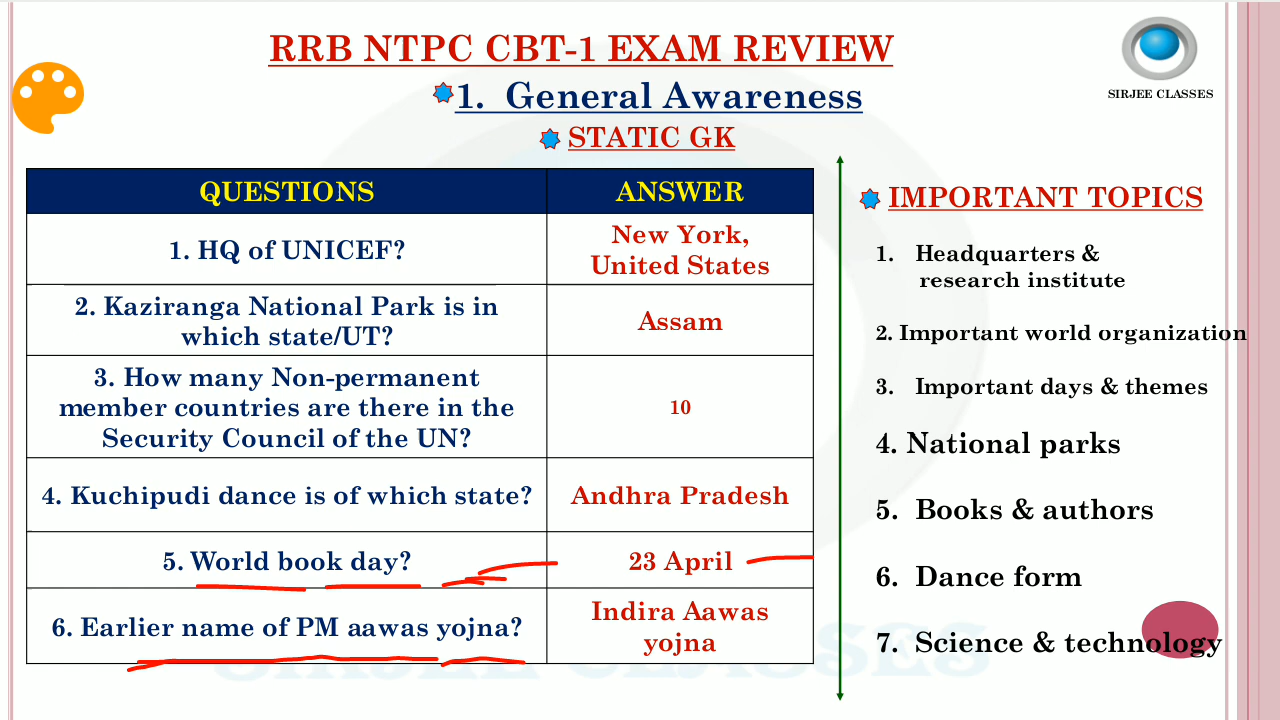 RRB NTPC CBT-1 EXAM REVIEW
1. General Awareness
STATIC GK
SIRJEE CLASSES
QUESTIONS ANSWER
1. HQ of UNICEF?
New York,
United States
2. Kaziranga National Park is in
which state/UT?
Assam
3. How many Non-permanent
member countries are there in the
Security Council of the UN?
10
4. Kuchipudi dance is of which state?
Andhra Pradesh
5. World book day?
23 April
6. Earlier name of PM aawas yojna?
Indira Aawas
yojna
IMPORTANT TOPICS
1. Headquarters &
research institute
2. Important world organization
3. Important days & themes
4. National parks
5. Books & authors
6. Dance form
7. Science & technology
SIRJEE CLASSES